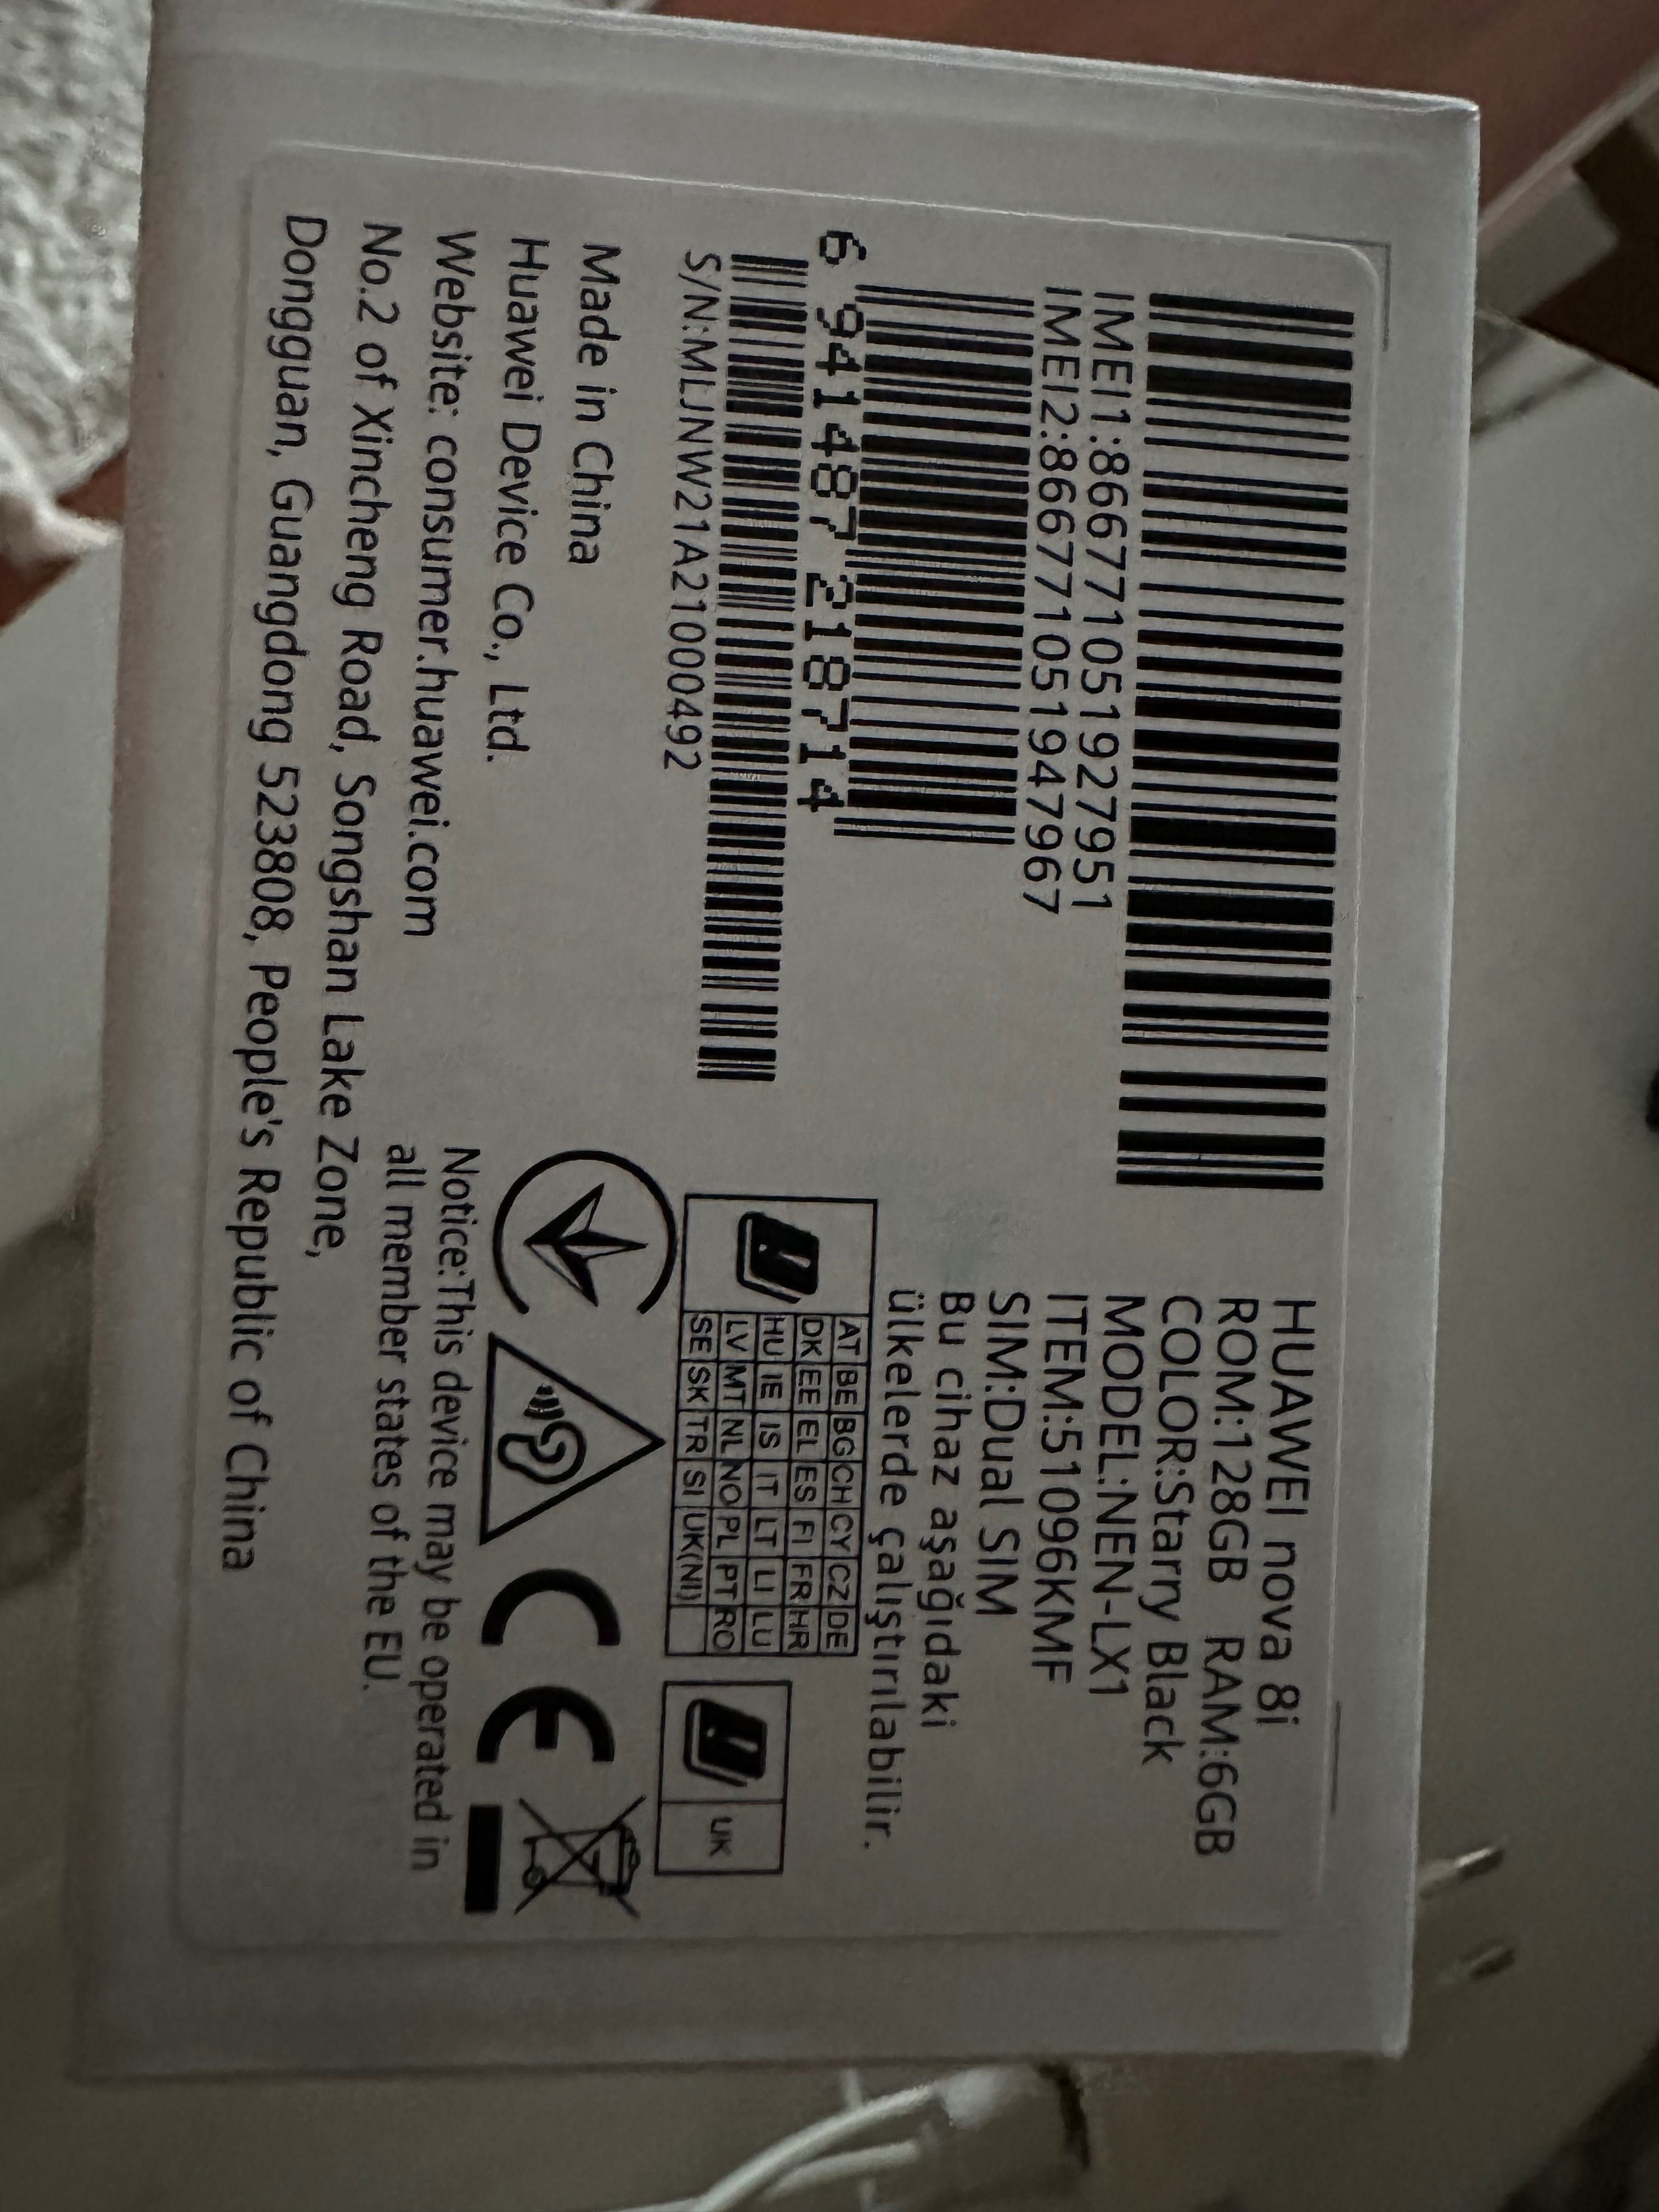 HUAWEI nova 8i
ROM:128GB RAM:6GB
COLOR:Starry Black
MODEL:NEN-LX1
ITEM:51096KMF
SIM:Dual SIM
Bu cihaz aşağıdaki
ülkelerde çalıştırılabilir.
IMEI1:866771051927951
IMEI2:866771051947967
6 941487 218714
S/N:MLJNW21A21000492
AT BE BG CH CY CZ DE
DK EE EL ES FI FR HR
HU IE IS IT LT LI LU
LV MT NL NO PL PT RO
SE SK TR SI UK(NI)
UK
CE
Made in China
Huawei Device Co., Ltd.
Website: consumer.huawei.com
No.2 of Xincheng Road, Songshan Lake Zone,
Dongguan, Guangdong 523808, People's Republic of China
Notice:This device may be operated in
all member states of the EU.